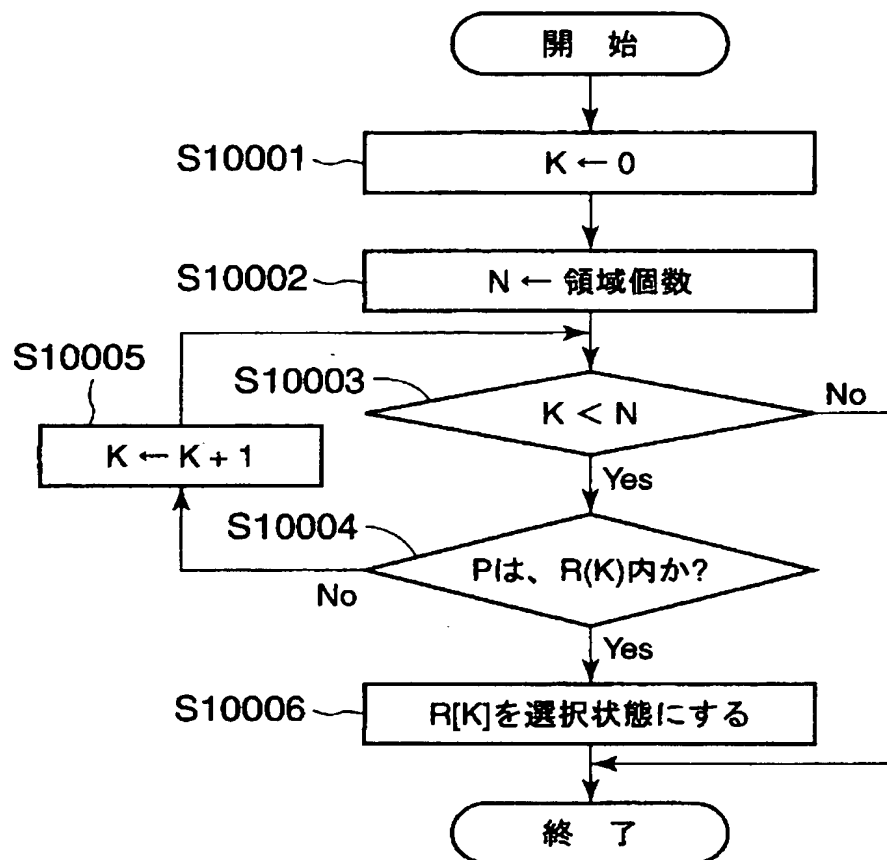 開 始
S10001
K ← 0
S10002
N ← 領域個数
S10005
S10003
K < N
No
K ← K + 1
Yes
S10004
Pは、R(K)内か?
No
Yes
S10006
R[K]を選択状態にする
終 了